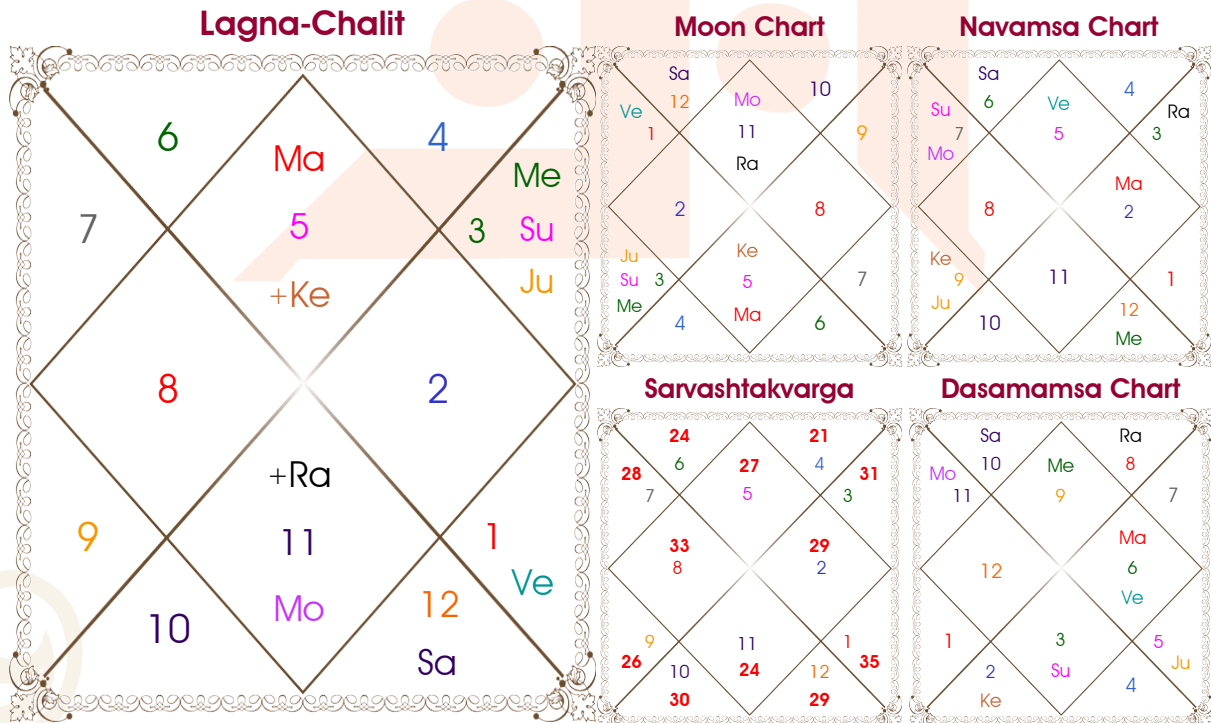 Lagna-Chalit
6
4
Ma
Me
7
5
3
Su
+Ke
Ju
8
2
+Ra
9
11
1
Ve
10
Mo
12
Sa
Moon Chart
Sa
10
Ve
12
Mo
1
11
9
Ra
2
8
Ju
Ke
Su
3
5
7
Me
Ma
4
6
Navamsa Chart
Sa
4
Su
6
Ve
Ra
7
5
3
Mo
Ma
8
2
Ke
9
11
1
Ju
12
10
Me
Sarvashtakvarga
24
21
28
6
27
4
31
7
5
3
33
29
8
2
9
11
1
26
10
24
12
35
30
29
Dasamamsa Chart
Sa
Ra
Mo
10
Me
8
11
9
7
Ma
12
6
Ve
1
3
5
2
Su
Ju
4
Ke